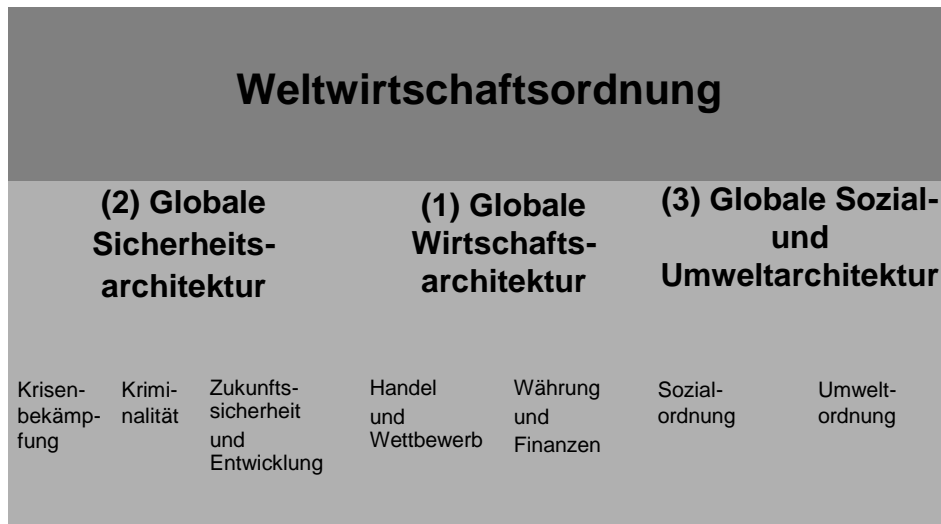 Weltwirtschaftsordnung
(2) Globale
Sicherheits-
architektur
(1) Globale
Wirtschafts-
architektur
(3) Globale Sozial-
und
Umweltarchitektur
Krisen-
bekämp-
fung
Krimi-
nalität
Zukunfts-
sicherheit
und
Entwicklung
Handel
und
Wettbewerb
Währung
und
Finanzen
Sozial-
ordnung
Umwelt-
ordnung